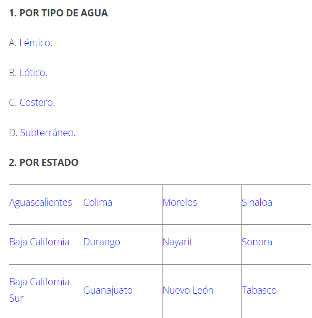 1. POR TIPO DE AGUA
A. Léntico.
B. Lótico.
C. Costero.
D. Subterráneo.
2. POR ESTADO
Aguascalientes Colima Morelos Sinaloa
Baja California Durango Nayarit Sonora
Baja California
Sur Guanajuato Nuevo León Tabasco